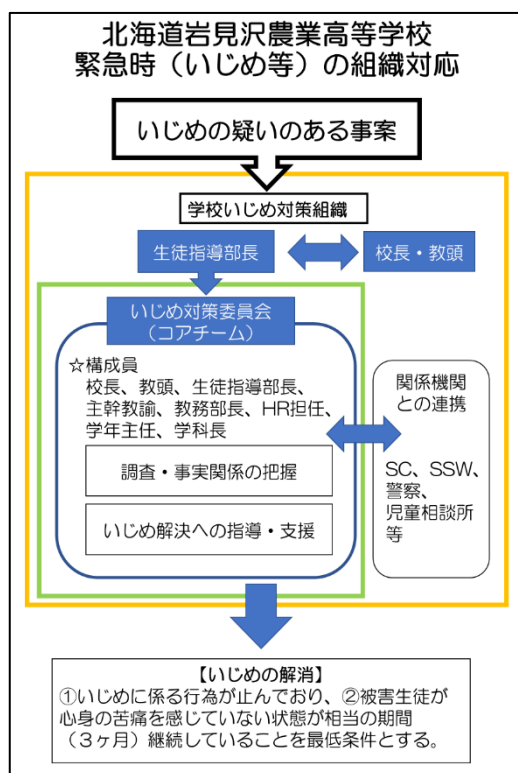 北海道岩見沢農業高等学校
緊急時（いじめ等）の組織対応
いじめの疑いのある事案
学校いじめ対策組織
生徒指導部長
校長・教頭
いじめ対策委員会
（コアチーム）
☆構成員
校長、教頭、生徒指導部長、
主幹教諭、教務部長、HR担任、
学年主任、学科長
調査・事実関係の把握
いじめ解決への指導・支援
関係機関
との連携
SC、SSW、
警察、
児童相談所
等
【いじめの解消】
①いじめに係る行為が止んでおり、②被害生徒が
心身の苦痛を感じていない状態が相当の期間
（３ヶ月）継続していることを最低条件とする。